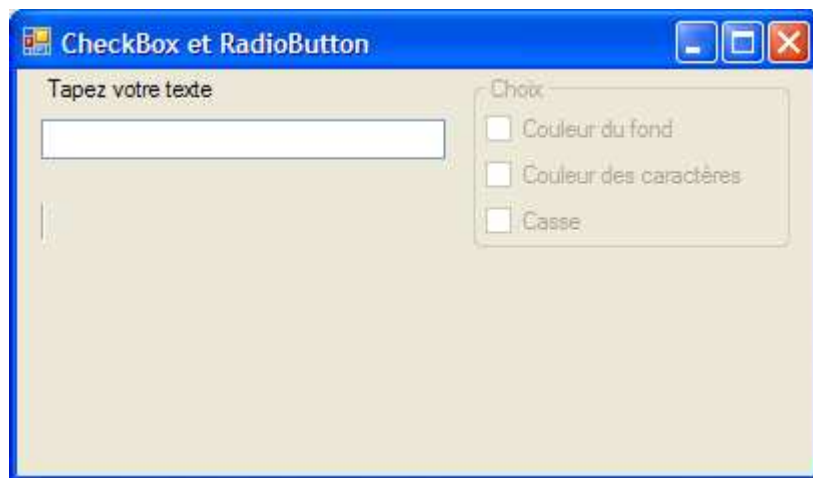 CheckBox et RadioButton
Tapez votre texte
Choix
Couleur du fond
Couleur des caractères
Casse